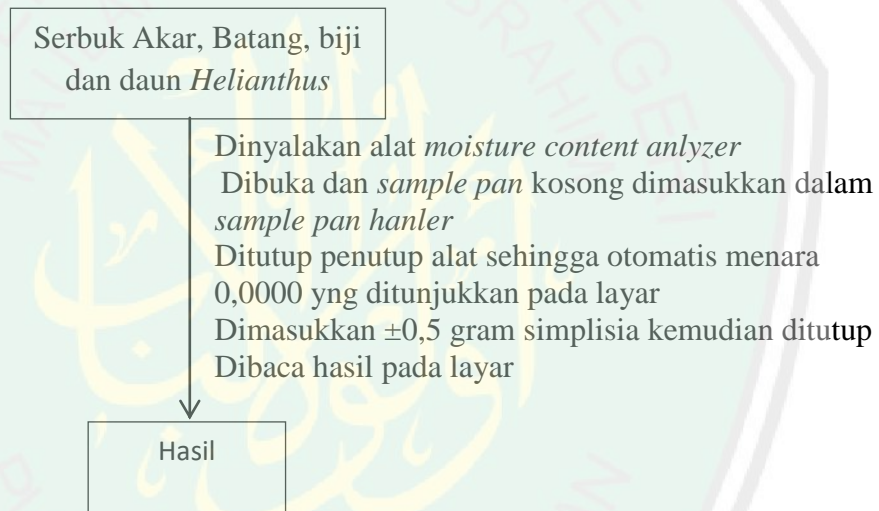 Serbuk Akar, Batang, biji
dan daun Helianthus
Dinyalakan alat moisture content anlyzer
Dibuka dan sample pan kosong dimasukkan dalam
sample pan hanler
Ditutup penutup alat sehingga otomatis menara
0,0000 yng ditunjukkan pada layar
Dimasukkan ±0,5 gram simplisia kemudian ditutup
Dibaca hasil pada layar
Hasil